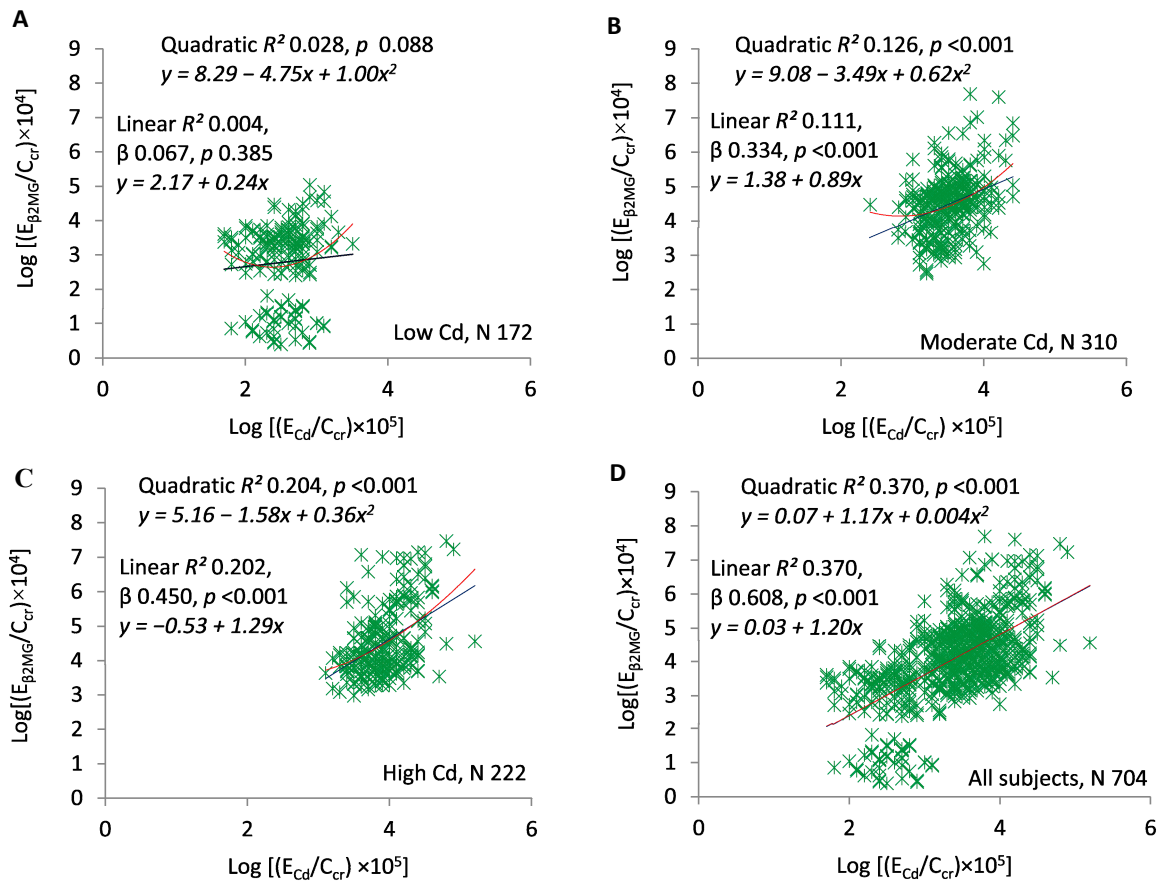 A
Quadratic R² 0.028, p 0.088
y = 8.29 − 4.75x + 1.00x²
Linear R² 0.004,
β 0.067, p 0.385
y = 2.17 + 0.24x
Log [(Eβ2MG/Ccr)×10⁴)
9
8
7
6
5
4
3
2
1
0
Low Cd, N 172
0 2 4 6
Log [(ECd/Ccr)×10⁵]
B
Quadratic R² 0.126, p <0.001
y = 9.08 − 3.49x + 0.62x²
Linear R² 0.111,
β 0.334, p <0.001
y = 1.38 + 0.89x
Log [(Eβ2MG/Ccr)×10⁴)
9
8
7
6
5
4
3
2
1
0
Moderate Cd, N 310
0 2 4 6
Log [(ECd/Ccr) ×10⁵]
C
Quadratic R² 0.204, p <0.001
y = 5.16 − 1.58x + 0.36x²
Linear R² 0.202,
β 0.450, p <0.001
y = −0.53 + 1.29x
Log[(Eβ2MG/Ccr)×10⁴]
9
8
7
6
5
4
3
2
1
0
High Cd, N 222
0 2 4 6
Log [(ECd/Ccr) ×10⁵]
D
Quadratic R² 0.370, p <0.001
y = 0.07 + 1.17x + 0.004x²
Linear R² 0.370,
β 0.608, p <0.001
y = 0.03 + 1.20x
Log[(Eβ2MG/Ccr)×10⁴]
9
8
7
6
5
4
3
2
1
0
All subjects, N 704
0 2 4 6
Log [(ECd/Ccr)×10⁵]